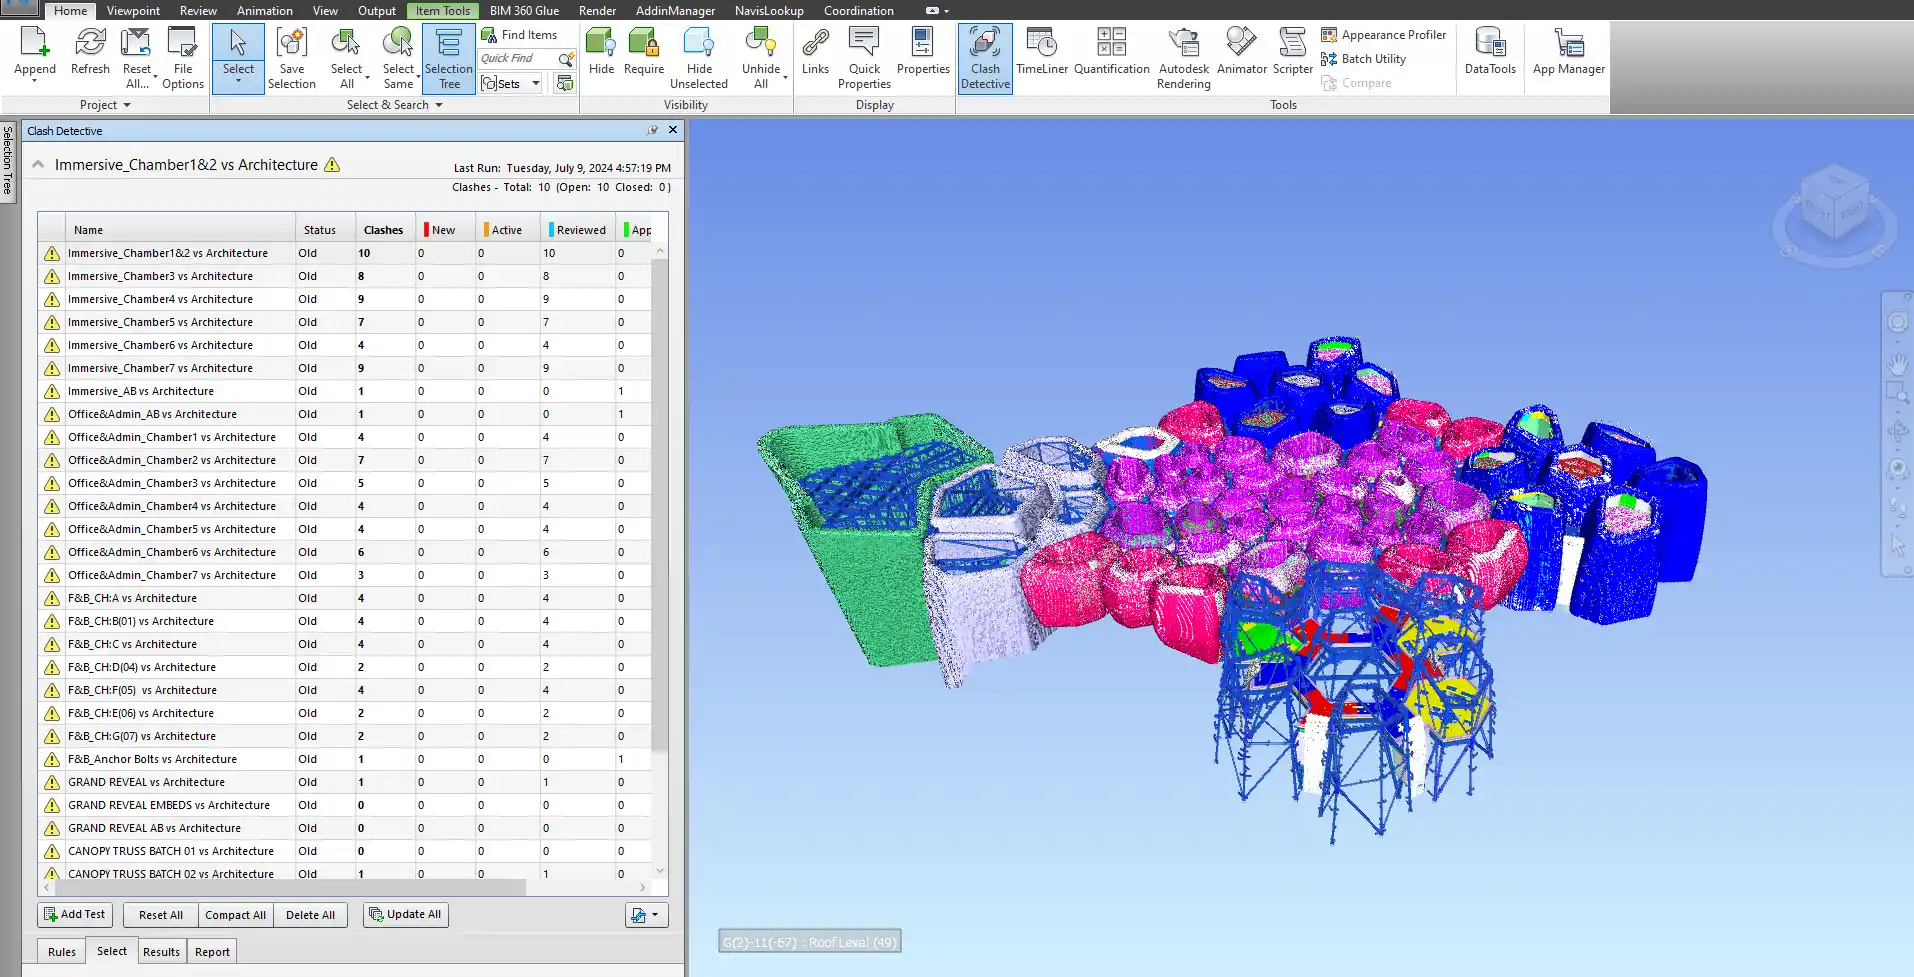 Home Viewpoint Review Animation View Output Item Tools BIM 360 Glue Render AddinManager NavisLookup Coordination
Append Refresh Reset All... File Options
Project
Select Save Selection Select All Select Same Selection Tree Find Items Quick Find Sets
Select & Search
Hide Require Hide Unselected Unhide All
Visibility
Links Quick Properties Properties
Display
Clash Detective TimeLiner Quantification Autodesk Rendering Animator Scripter Appearance Profiler Batch Utility Compare
Tools
DataTools App Manager
Selection Tree
Clash Detective
Immersive_Chamber1&2 vs Architecture
Last Run: Tuesday, July 9, 2024 4:57:19 PM
Clashes - Total: 10 (Open: 10 Closed: 0)
Name Status Clashes New Active Reviewed App
Immersive_Chamber1&2 vs Architecture Old 10 0 0 10 0
Immersive_Chamber3 vs Architecture Old 8 0 0 8 0
Immersive_Chamber4 vs Architecture Old 9 0 0 9 0
Immersive_Chamber5 vs Architecture Old 7 0 0 7 0
Immersive_Chamber6 vs Architecture Old 4 0 0 4 0
Immersive_Chamber7 vs Architecture Old 9 0 0 9 0
Immersive_AB vs Architecture Old 1 0 0 0 1
Office&Admin_AB vs Architecture Old 1 0 0 0 1
Office&Admin_Chamber1 vs Architecture Old 4 0 0 4 0
Office&Admin_Chamber2 vs Architecture Old 7 0 0 7 0
Office&Admin_Chamber3 vs Architecture Old 5 0 0 5 0
Office&Admin_Chamber4 vs Architecture Old 4 0 0 4 0
Office&Admin_Chamber5 vs Architecture Old 4 0 0 4 0
Office&Admin_Chamber6 vs Architecture Old 6 0 0 6 0
Office&Admin_Chamber7 vs Architecture Old 3 0 0 3 0
F&B_CH:A vs Architecture Old 4 0 0 4 0
F&B_CH:B(01) vs Architecture Old 4 0 0 4 0
F&B_CH:C vs Architecture Old 4 0 0 4 0
F&B_CH:D(04) vs Architecture Old 2 0 0 2 0
F&B_CH:F(05) vs Architecture Old 4 0 0 4 0
F&B_CH:E(06) vs Architecture Old 2 0 0 2 0
F&B_CH:G(07) vs Architecture Old 2 0 0 2 0
F&B_Anchor Bolts vs Architecture Old 1 0 0 0 1
GRAND REVEAL vs Architecture Old 1 0 0 1 0
GRAND REVEAL EMBEDS vs Architecture Old 0 0 0 0 0
GRAND REVEAL AB vs Architecture Old 0 0 0 0 0
CANOPY TRUSS BATCH 01 vs Architecture Old 0 0 0 0 0
CANOPY TRUSS BATCH 02 vs Architecture Old 1 0 0 1 0
Add Test Reset All Compact All Delete All Update All
Rules Select Results Report
G(2)-11(-67) : Roof Level (49)